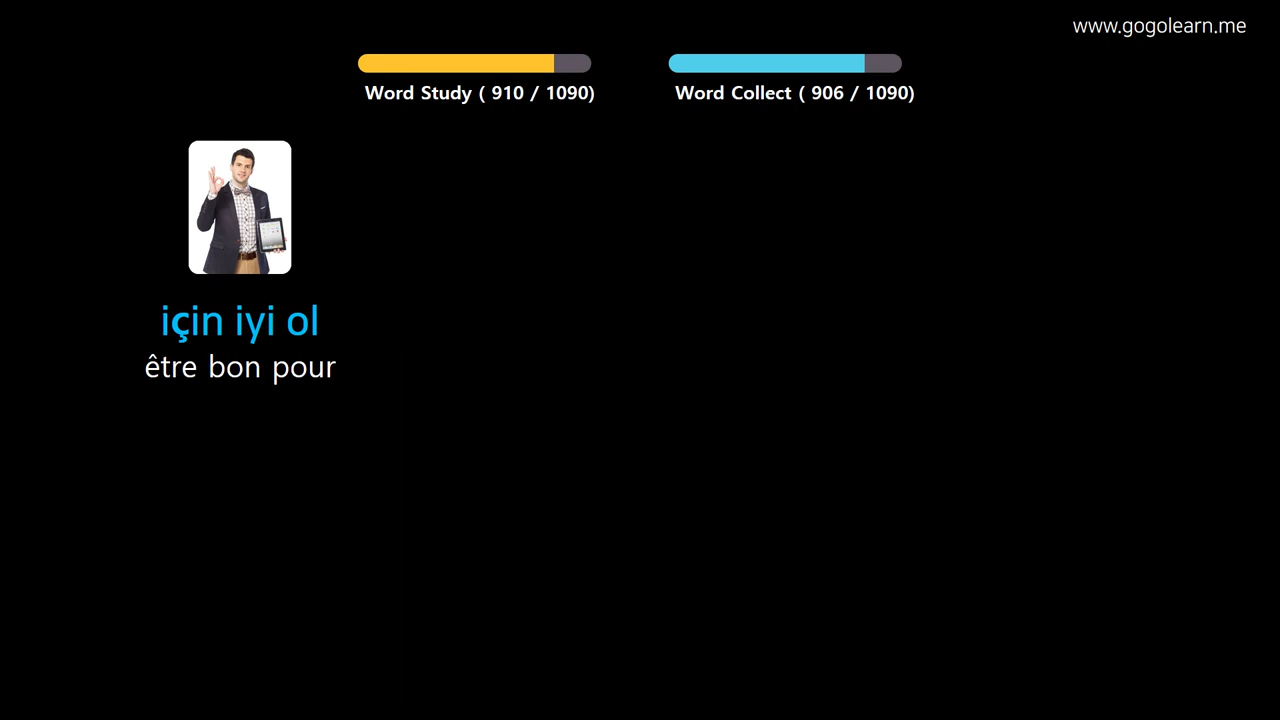 www.gogolearn.me
Word Study ( 910 / 1090)
Word Collect ( 906 / 1090)
için iyi ol
être bon pour